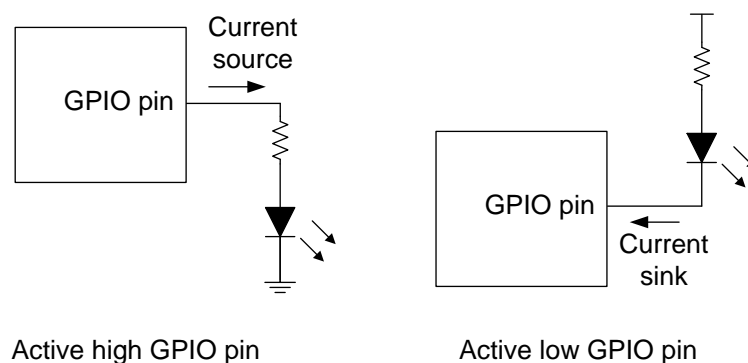 Current
source
GPIO pin
GPIO pin
Current
sink
Active high GPIO pin
Active low GPIO pin